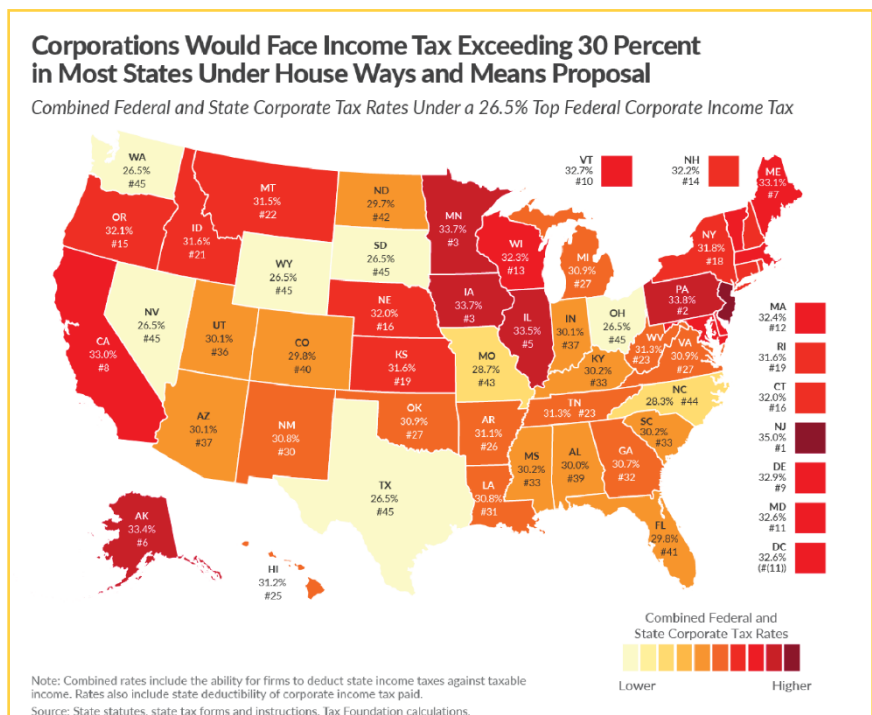 Corporations Would Face Income Tax Exceeding 30 Percent
in Most States Under House Ways and Means Proposal
Combined Federal and State Corporate Tax Rates Under a 26.5% Top Federal Corporate Income Tax
WA
26.5%
#45
OR
32.1%
#15
CA
33.0%
#8
NV
26.5%
#45
ID
31.6%
#21
MT
31.5%
#22
WY
26.5%
#45
UT
30.1%
#36
AZ
30.1%
#37
CO
29.8%
#40
NM
30.8%
#30
ND
29.7%
#42
SD
26.5%
#45
NE
32.0%
#16
KS
31.6%
#19
OK
30.9%
#27
TX
26.5%
#45
MN
33.7%
#3
IA
33.7%
#3
MO
28.7%
#43
AR
31.1%
#26
LA
30.8%
#31
WI
32.3%
#13
IL
33.5%
#5
MI
30.9%
#27
IN
30.1%
#37
OH
26.5%
#45
KY
30.2%
#33
TN
31.3% #23
MS
30.2%
#33
AL
30.0%
#39
GA
30.7%
#32
FL
29.8%
#41
SC
30.2%
#33
NC
28.3% #44
VA
30.9%
#27
WV
31.3%
#23
PA
33.8%
#2
NY
31.8%
#18
ME
33.1%
#7
VT
32.7%
#10
NH
32.2%
#14
MA
32.4%
#12
RI
31.6%
#19
CT
32.0%
#16
NJ
35.0%
#1
DE
32.9%
#9
MD
32.6%
#11
DC
32.6%
(#(11))
AK
33.4%
#6
HI
31.2%
#25
Combined Federal and
State Corporate Tax Rates
Lower
Higher
Note: Combined rates include the ability for firms to deduct state income taxes against taxable
income. Rates also include state deductibility of corporate income tax paid.
Source: State statutes, state tax forms and instructions, Tax Foundation calculations.